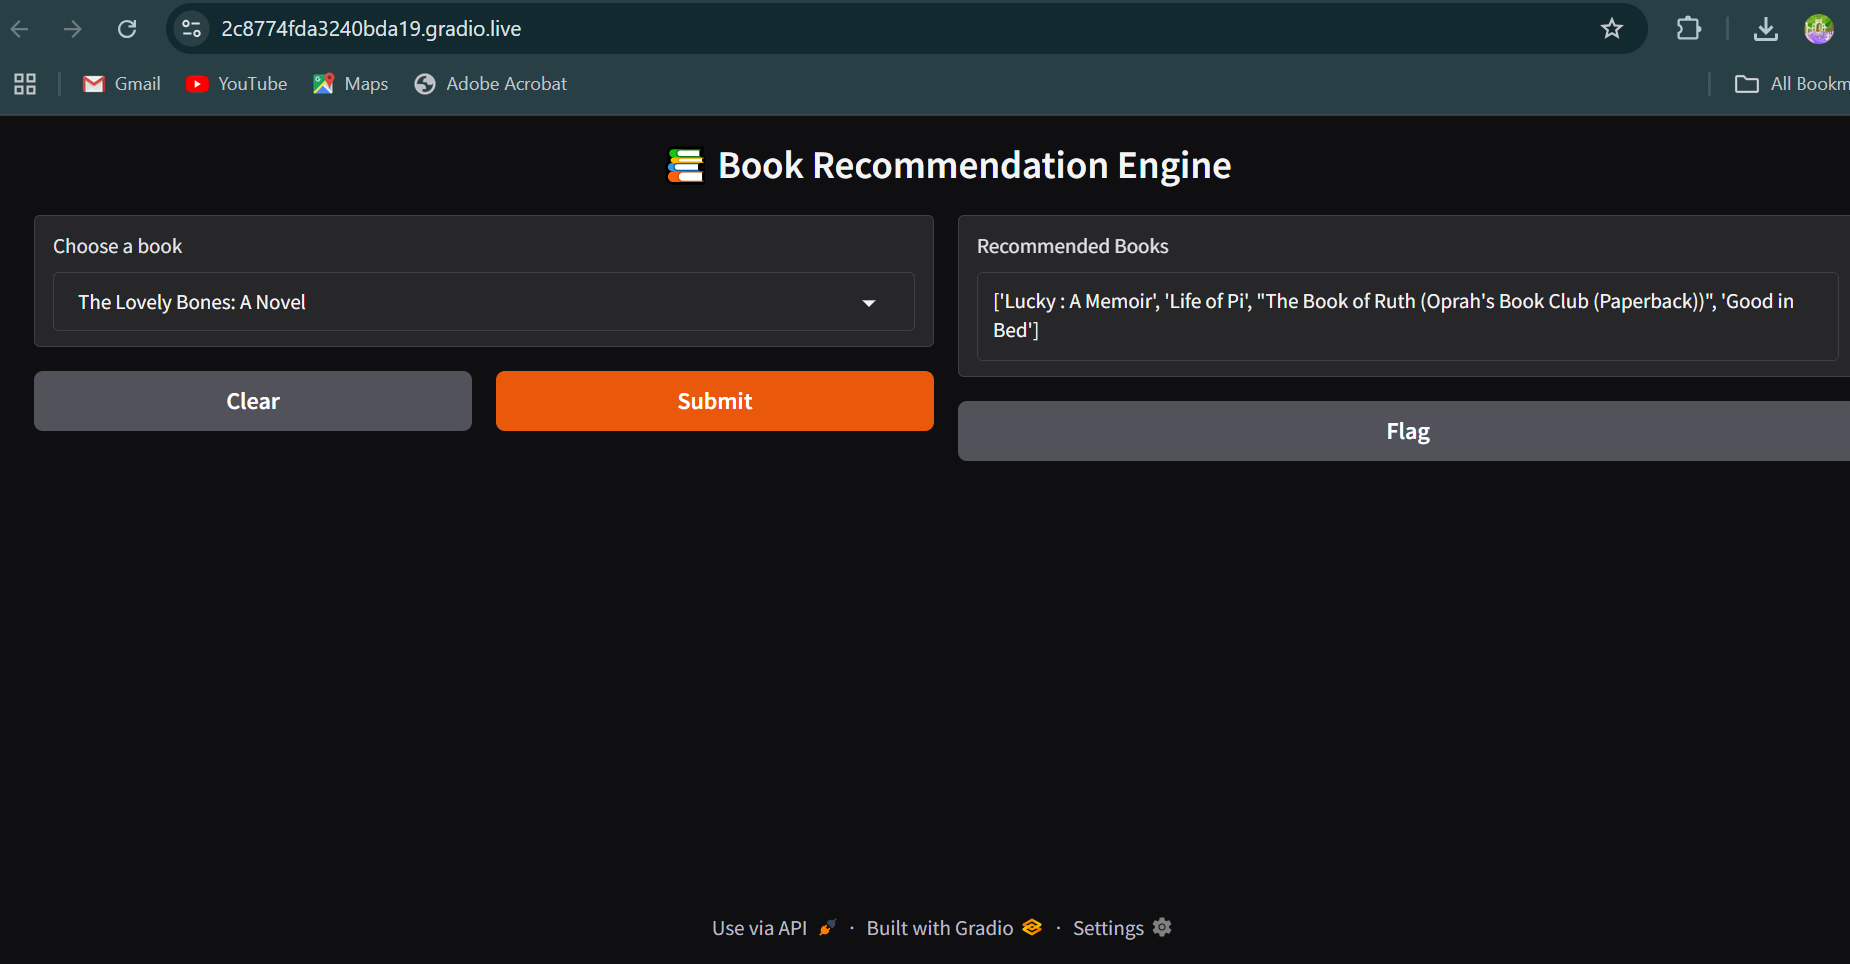 2c8774fda3240bda19.gradio.live
Gmail
YouTube
Maps
Adobe Acrobat
All Bookm
Book Recommendation Engine
Choose a book
The Lovely Bones: A Novel
Clear
Submit
Recommended Books
['Lucky : A Memoir', 'Life of Pi', "The Book of Ruth (Oprah's Book Club (Paperback))", 'Good in
Bed']
Flag
Use via API · Built with Gradio · Settings